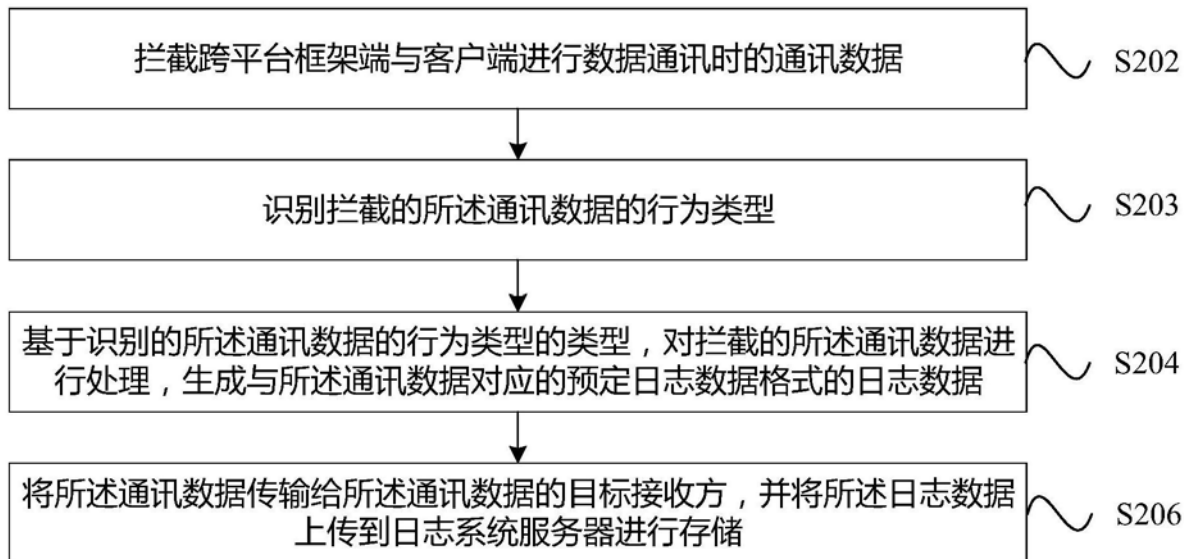 拦截跨平台框架端与客户端进行数据通讯时的通讯数据
S202
识别拦截的所述通讯数据的行为类型
S203
基于识别的所述通讯数据的行为类型的类型，对拦截的所述通讯数据进
行处理，生成与所述通讯数据对应的预定日志数据格式的日志数据
S204
将所述通讯数据传输给所述通讯数据的目标接收方，并将所述日志数据
上传到日志系统服务器进行存储
S206